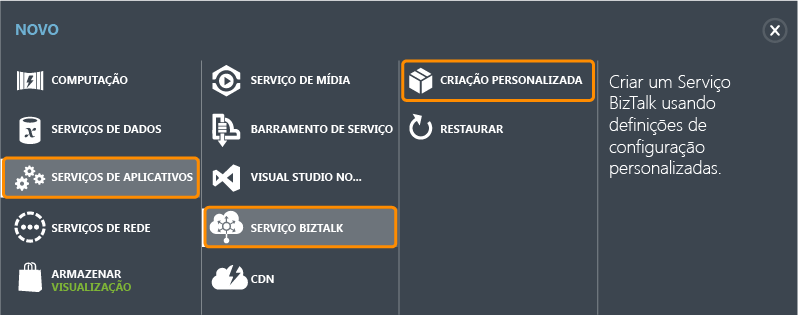 NOVO
COMPUTAÇÃO
SERVIÇOS DE DADOS
SERVIÇOS DE APLICATIVOS
SERVIÇOS DE REDE
ARMAZENAR
VISUALIZAÇÃO
SERVIÇO DE MÍDIA
BARRAMENTO DE SERVIÇO
VISUAL STUDIO NO...
SERVIÇO BIZTALK
CDN
CRIAÇÃO PERSONALIZADA
RESTAURAR
Criar um Serviço
BizTalk usando
definições de
configuração
personalizadas.